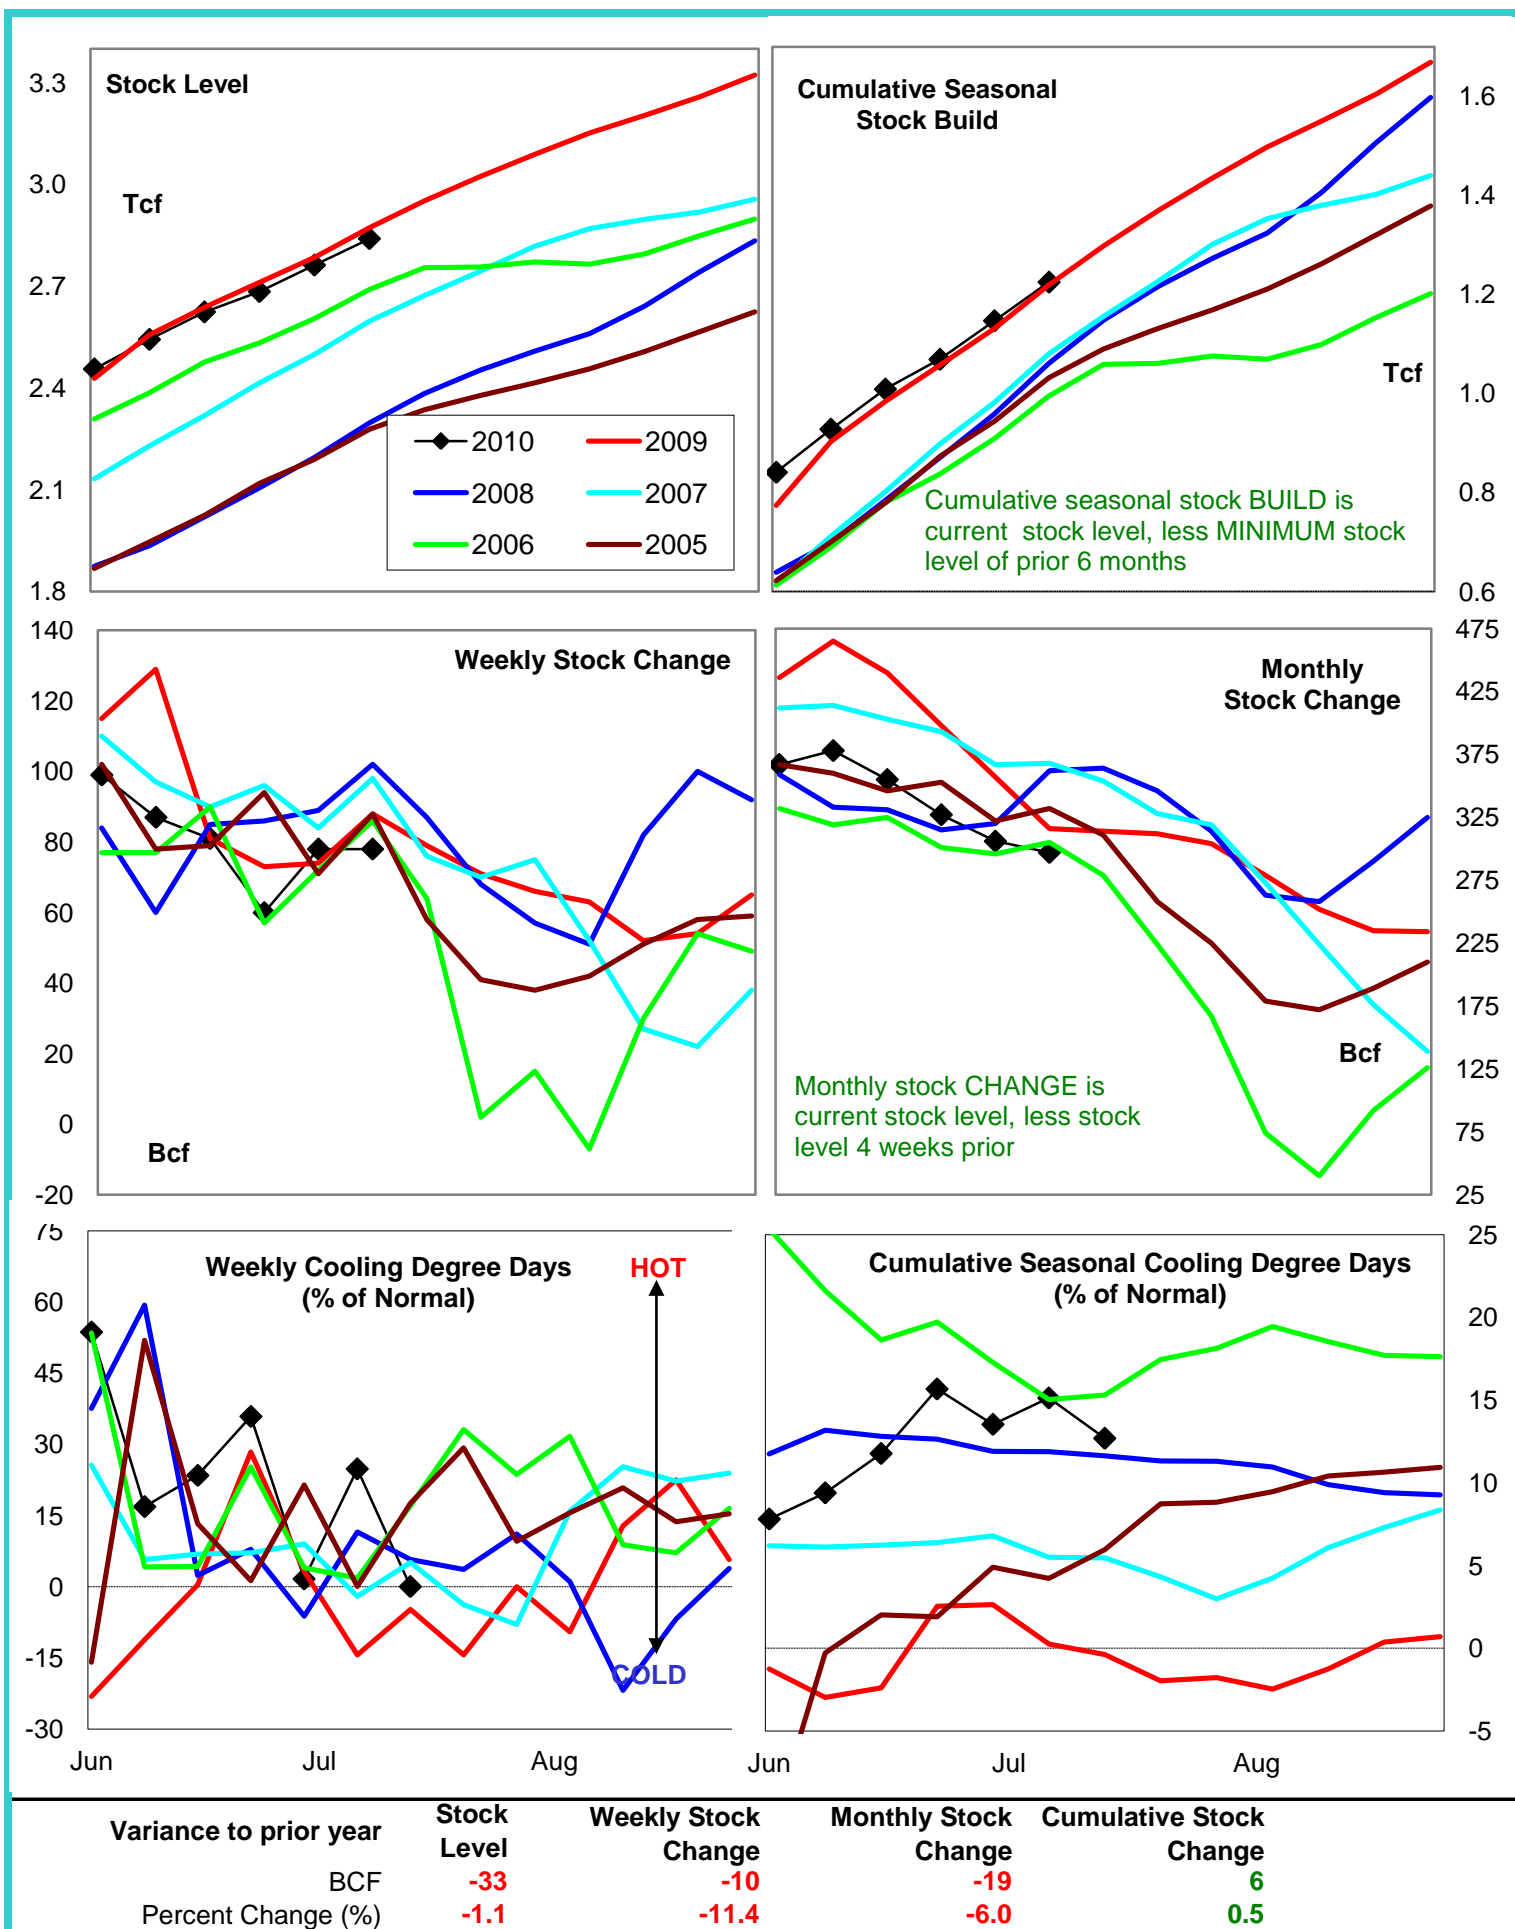 Stock Level
Tcf
3.3
3.0
2.7
2.4
2.1
1.8
2010
2009
2008
2007
2006
2005
Cumulative Seasonal
Stock Build
1.6
1.4
1.2
1.0
0.8
0.6
Tcf
Cumulative seasonal stock BUILD is
current stock level, less MINIMUM stock
level of prior 6 months
Weekly Stock Change
140
120
100
80
60
40
20
0
-20
Bcf
Monthly
Stock Change
475
425
375
325
275
225
175
125
75
25
Bcf
Monthly stock CHANGE is
current stock level, less stock
level 4 weeks prior
Weekly Cooling Degree Days
(% of Normal)
HOT
COLD
75
60
45
30
15
0
-15
-30
Jun
Jul
Aug
Cumulative Seasonal Cooling Degree Days
(% of Normal)
25
20
15
10
5
0
-5
Jun
Jul
Aug
Variance to prior year
Stock
Level
Weekly Stock
Change
Monthly Stock
Change
Cumulative Stock
Change
BCF -33 -10 -19 6
Percent Change (%) -1.1 -11.4 -6.0 0.5